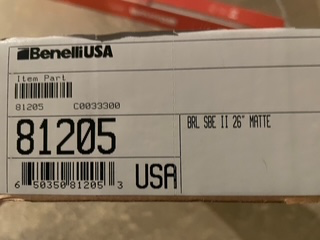 BenelliUSA
Item Part
81205 C0033300
81205
BRL SBE II 26" MATTE
6 50350 81205 3
USA